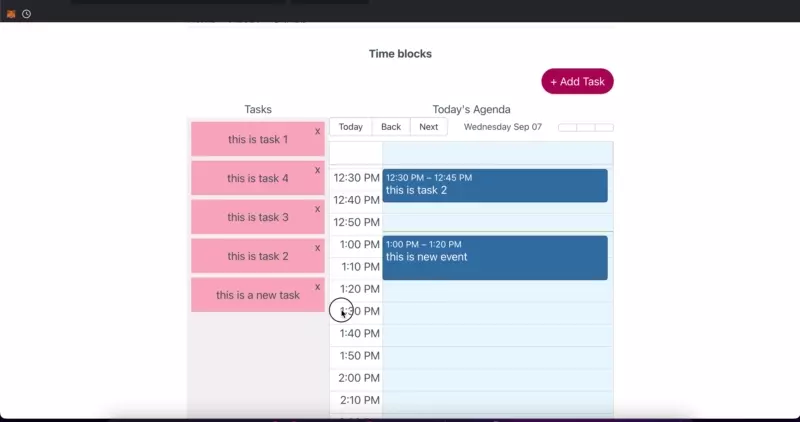 Time blocks
+ Add Task
Tasks
Today's Agenda
Today Back Next Wednesday Sep 07
this is task 1 x
this is task 4 x
this is task 3 x
this is task 2 x
this is a new task x
12:30 PM
12:40 PM
12:50 PM
1:00 PM
1:10 PM
1:20 PM
1:30 PM
1:40 PM
1:50 PM
2:00 PM
2:10 PM
12:30 PM – 12:45 PM
this is task 2
1:00 PM – 1:20 PM
this is new event